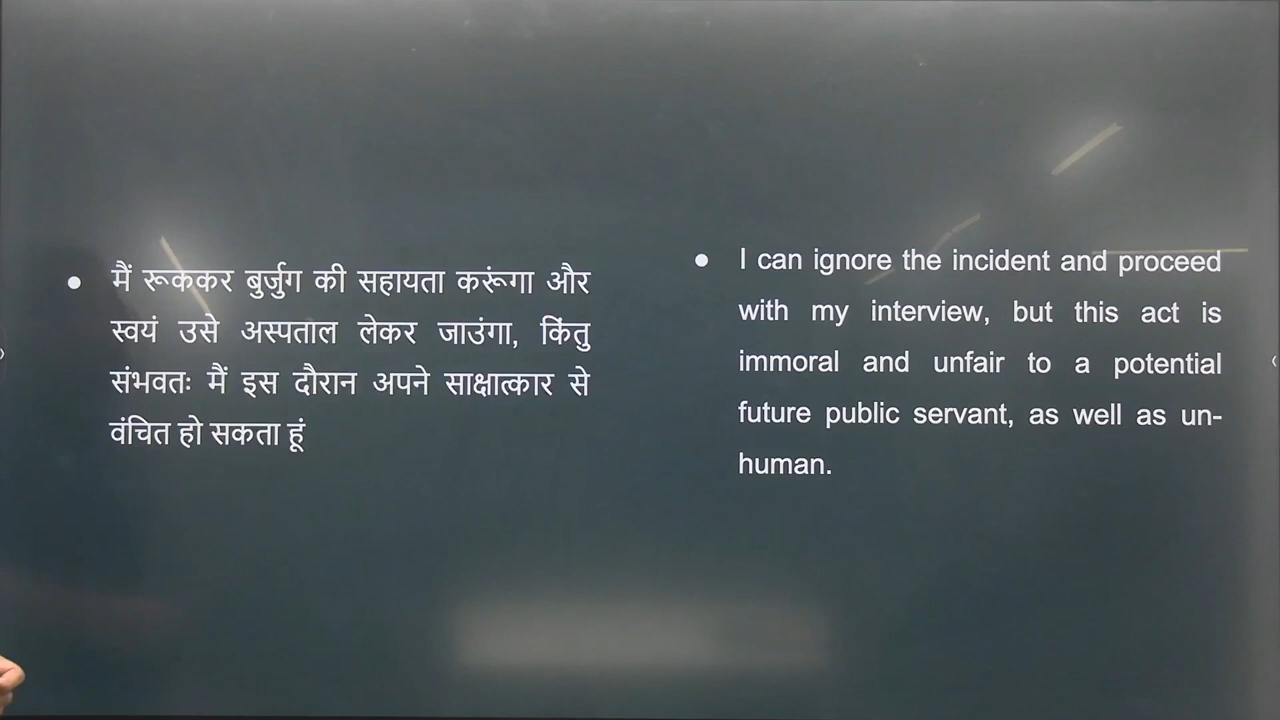 मैं रूककर बुर्जुग की सहायता करूंगा और
स्वयं उसे अस्पताल लेकर जाउंगा, किंतु
संभवतः मैं इस दौरान अपने साक्षात्कार से
वंचित हो सकता हूं
I can ignore the incident and proceed
with my interview, but this act is
immoral and unfair to a potential
future public servant, as well as un-
human.